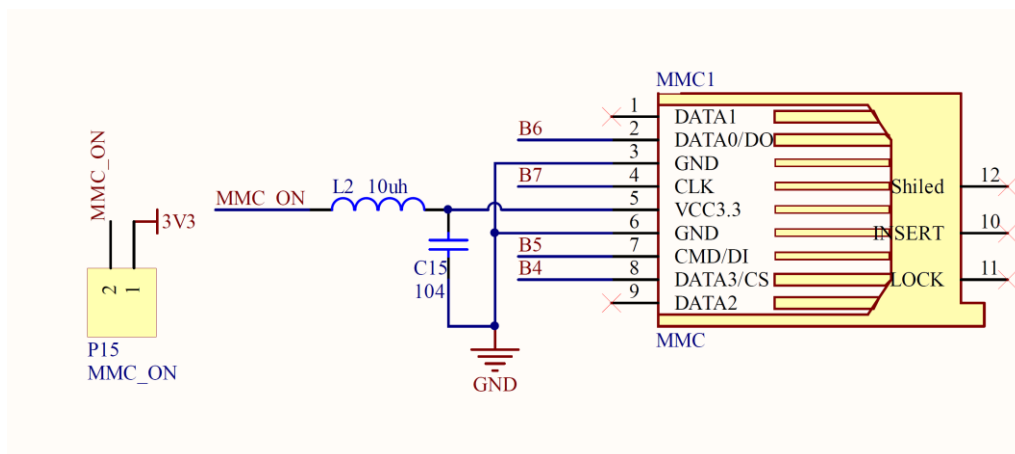 MMC_ON
3V3
2
1
P15
MMC_ON
MMC_ON
L2 10uh
C15
104
GND
B6
B7
B5
B4
MMC1
1 DATA1
2 DATA0/DO
3 GND
4 CLK
5 VCC3.3
6 GND
7 CMD/DI
8 DATA3/CS
9 DATA2
Shiled 12
INSERT 10
LOCK 11
MMC